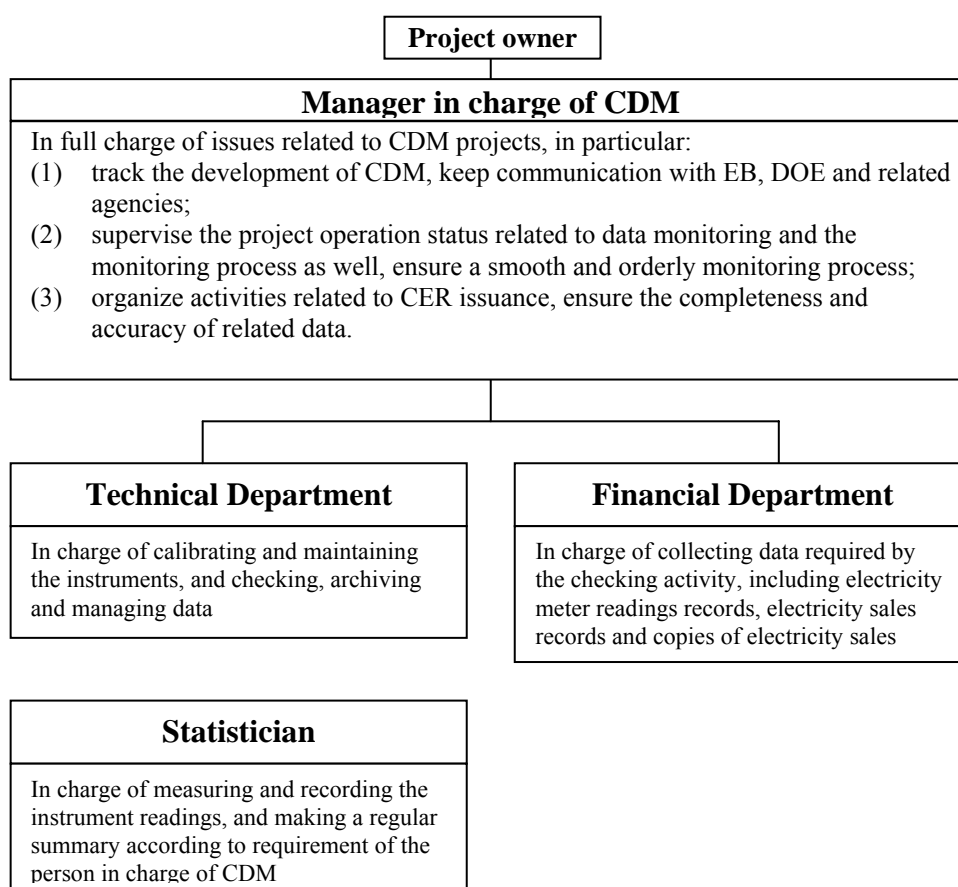 Project owner
Manager in charge of CDM
In full charge of issues related to CDM projects, in particular:
(1) track the development of CDM, keep communication with EB, DOE and related
agencies;
(2) supervise the project operation status related to data monitoring and the
monitoring process as well, ensure a smooth and orderly monitoring process;
(3) organize activities related to CER issuance, ensure the completeness and
accuracy of related data.
Technical Department
In charge of calibrating and maintaining
the instruments, and checking, archiving
and managing data
Financial Department
In charge of collecting data required by
the checking activity, including electricity
meter readings records, electricity sales
records and copies of electricity sales
Statistician
In charge of measuring and recording the
instrument readings, and making a regular
summary according to requirement of the
person in charge of CDM